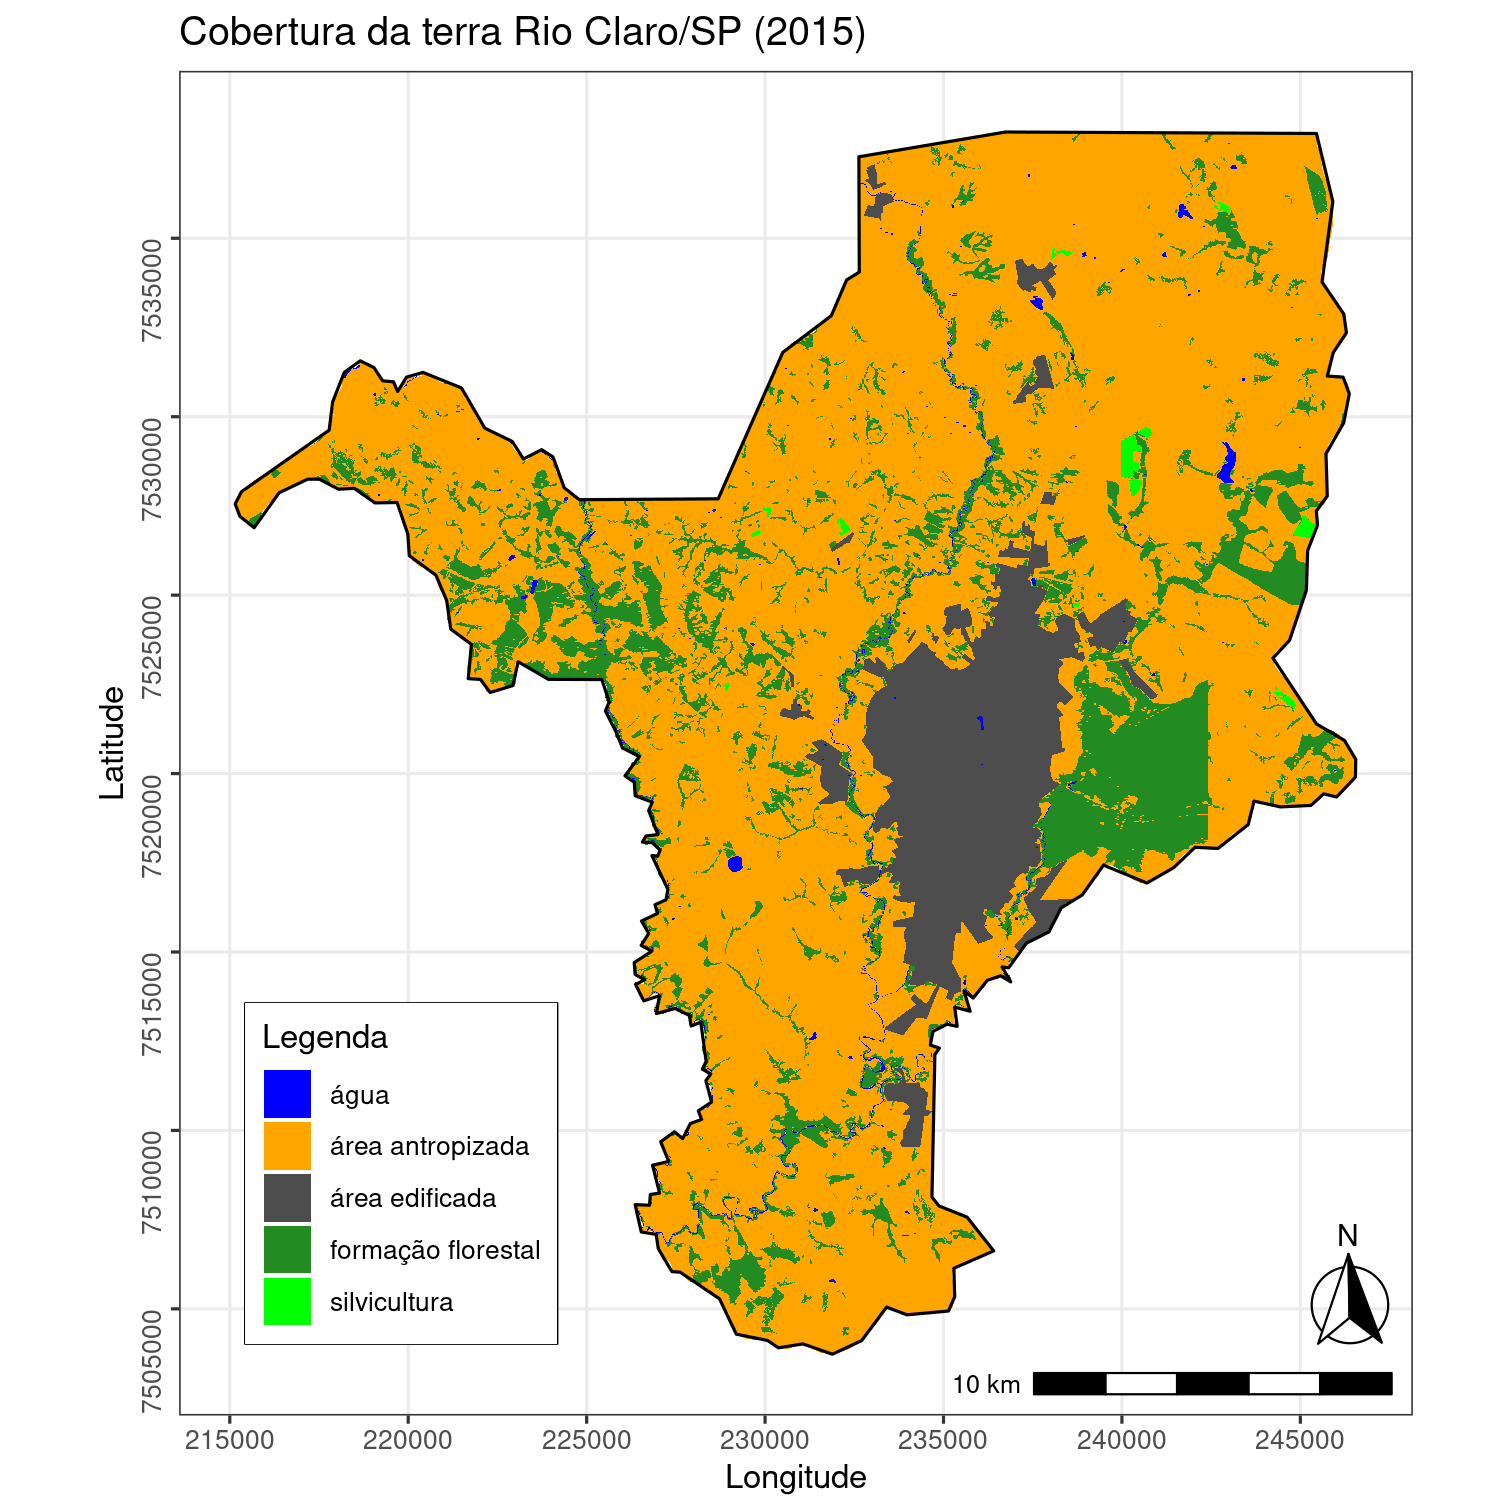 Cobertura da terra Rio Claro/SP (2015)
Latitude
7535000
7530000
7525000
7520000
7515000
7510000
7505000
Legenda
água
área antropizada
área edificada
formação florestal
silvicultura
N
10 km
215000 220000 225000 230000 235000 240000 245000
Longitude